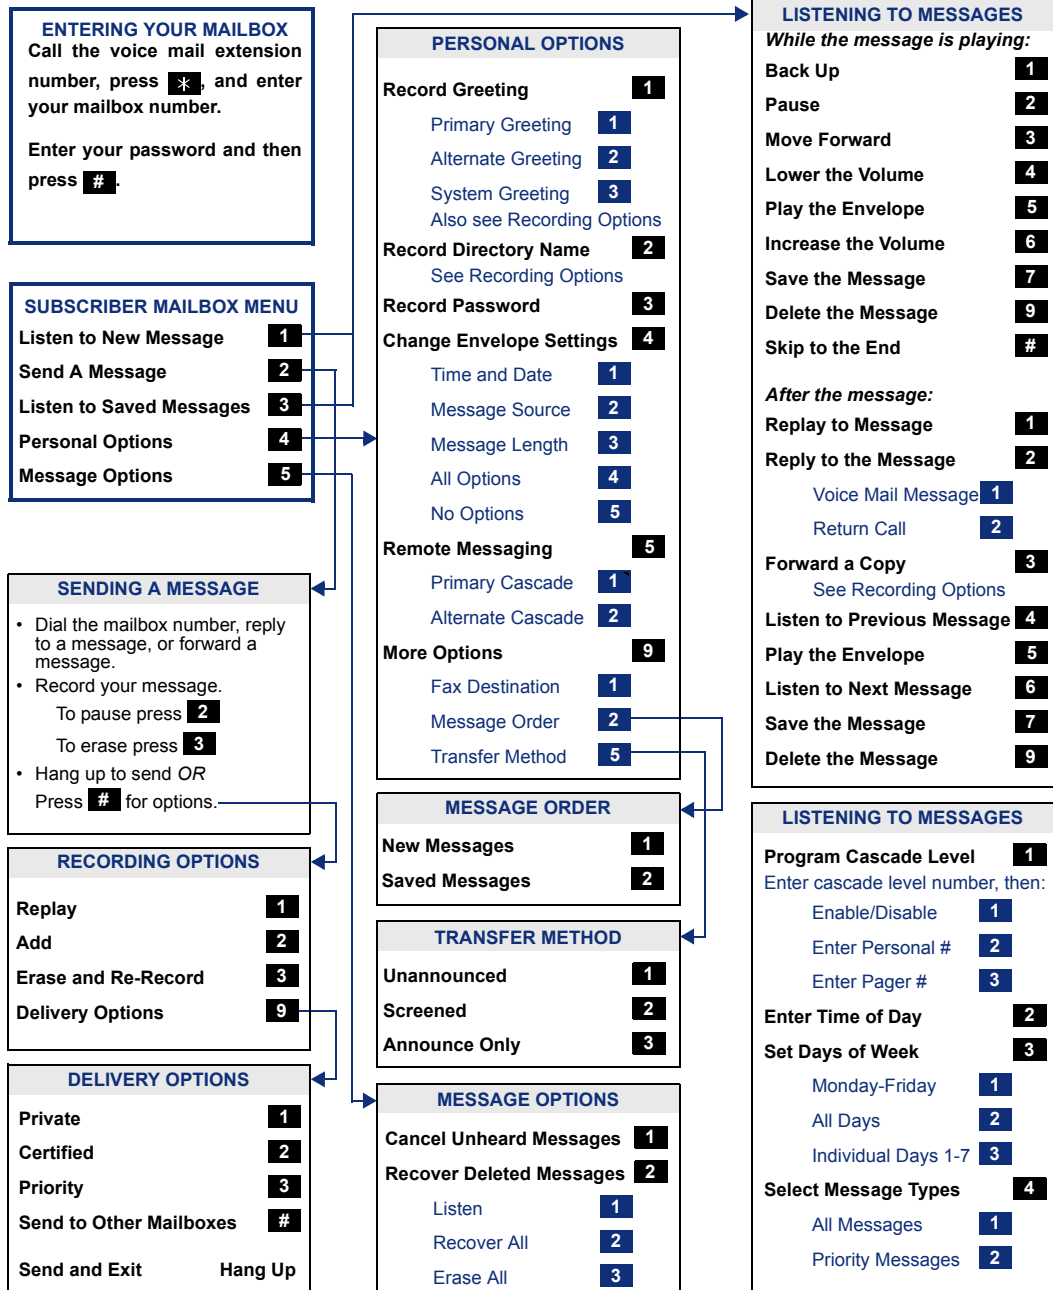 ENTERING YOUR MAILBOX
Call the voice mail extension
number, press * , and enter
your mailbox number.
Enter your password and then
press # .
SUBSCRIBER MAILBOX MENU
Listen to New Message 1
Send A Message 2
Listen to Saved Messages 3
Personal Options 4
Message Options 5
SENDING A MESSAGE
• Dial the mailbox number, reply
to a message, or forward a
message.
• Record your message.
To pause press 2
To erase press 3
• Hang up to send OR
Press # for options.
RECORDING OPTIONS
Replay 1
Add 2
Erase and Re-Record 3
Delivery Options 9
DELIVERY OPTIONS
Private 1
Certified 2
Priority 3
Send to Other Mailboxes #
Send and Exit Hang Up
PERSONAL OPTIONS
Record Greeting 1
Primary Greeting 1
Alternate Greeting 2
System Greeting 3
Also see Recording Options
Record Directory Name 2
See Recording Options
Record Password 3
Change Envelope Settings 4
Time and Date 1
Message Source 2
Message Length 3
All Options 4
No Options 5
Remote Messaging 5
Primary Cascade 1
Alternate Cascade 2
More Options 9
Fax Destination 1
Message Order 2
Transfer Method 5
MESSAGE ORDER
New Messages 1
Saved Messages 2
TRANSFER METHOD
Unannounced 1
Screened 2
Announce Only 3
MESSAGE OPTIONS
Cancel Unheard Messages 1
Recover Deleted Messages 2
Listen 1
Recover All 2
Erase All 3
LISTENING TO MESSAGES
While the message is playing:
Back Up 1
Pause 2
Move Forward 3
Lower the Volume 4
Play the Envelope 5
Increase the Volume 6
Save the Message 7
Delete the Message 9
Skip to the End #
After the message:
Replay to Message 1
Reply to the Message 2
Voice Mail Message 1
Return Call 2
Forward a Copy 3
See Recording Options
Listen to Previous Message 4
Play the Envelope 5
Listen to Next Message 6
Save the Message 7
Delete the Message 9
LISTENING TO MESSAGES
Program Cascade Level 1
Enter cascade level number, then:
Enable/Disable 1
Enter Personal # 2
Enter Pager # 3
Enter Time of Day 2
Set Days of Week 3
Monday-Friday 1
All Days 2
Individual Days 1-7 3
Select Message Types 4
All Messages 1
Priority Messages 2